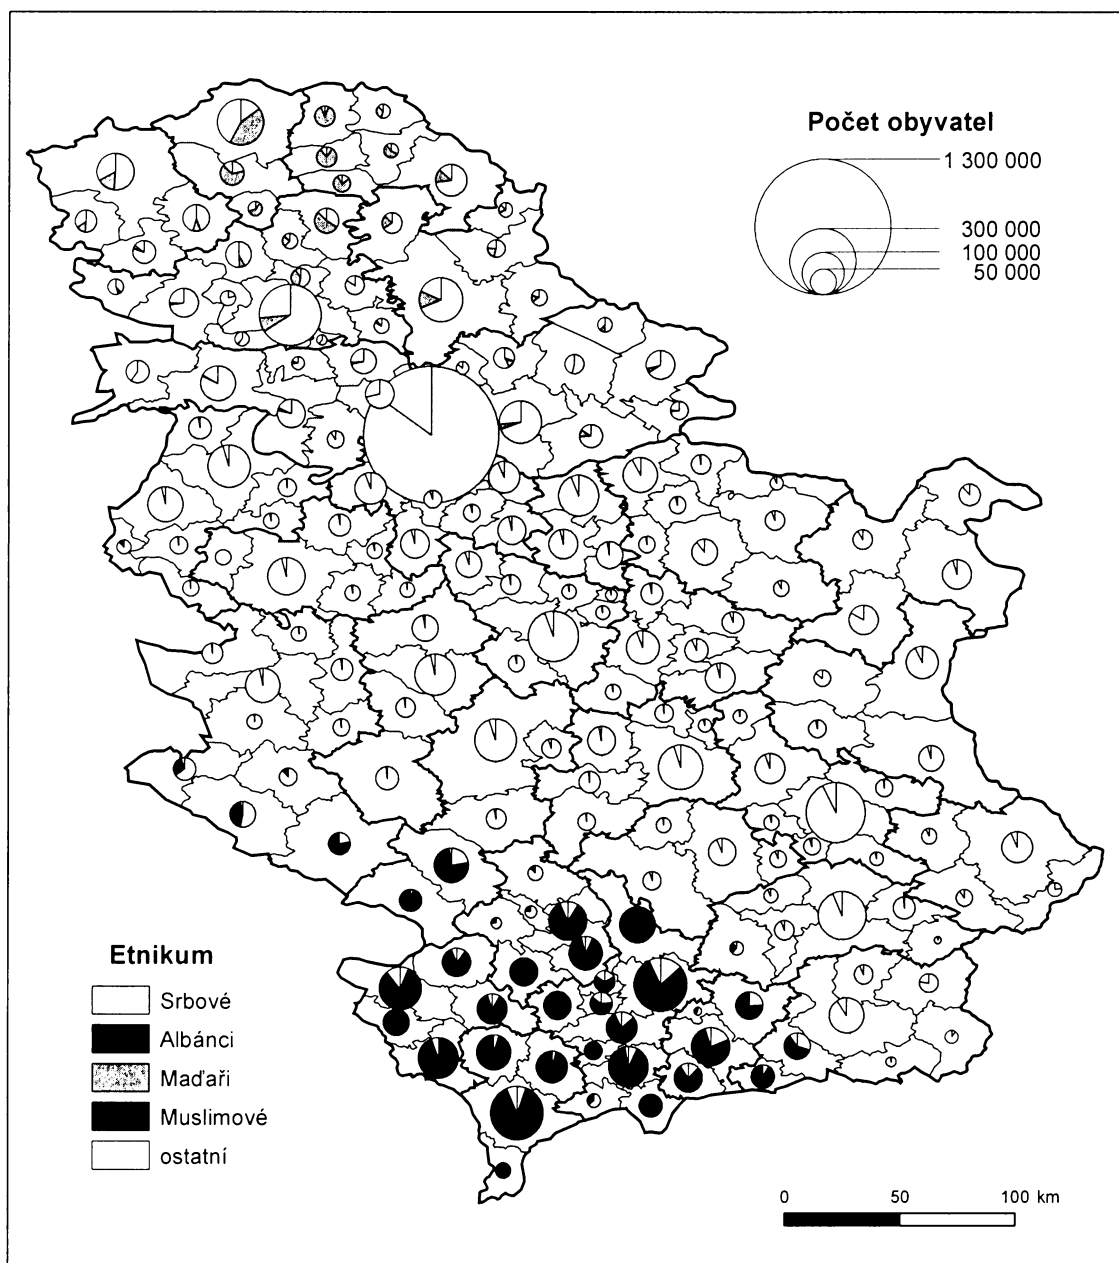 Počet obyvatel
1 300 000
300 000
100 000
50 000
Etnikum
Srbové
Albánci
Maďaři
Muslimové
ostatní
0 50 100 km